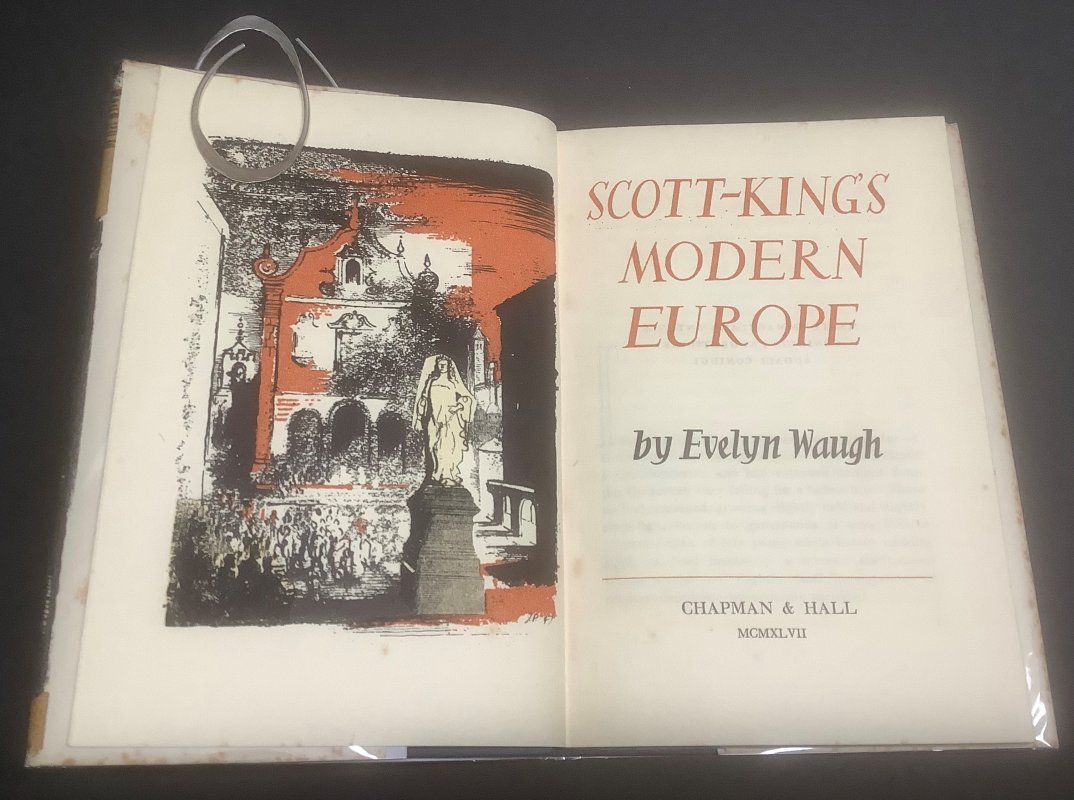 SCOTT-KING'S
MODERN
EUROPE
by Evelyn Waugh
CHAPMAN & HALL
MCMXLVII